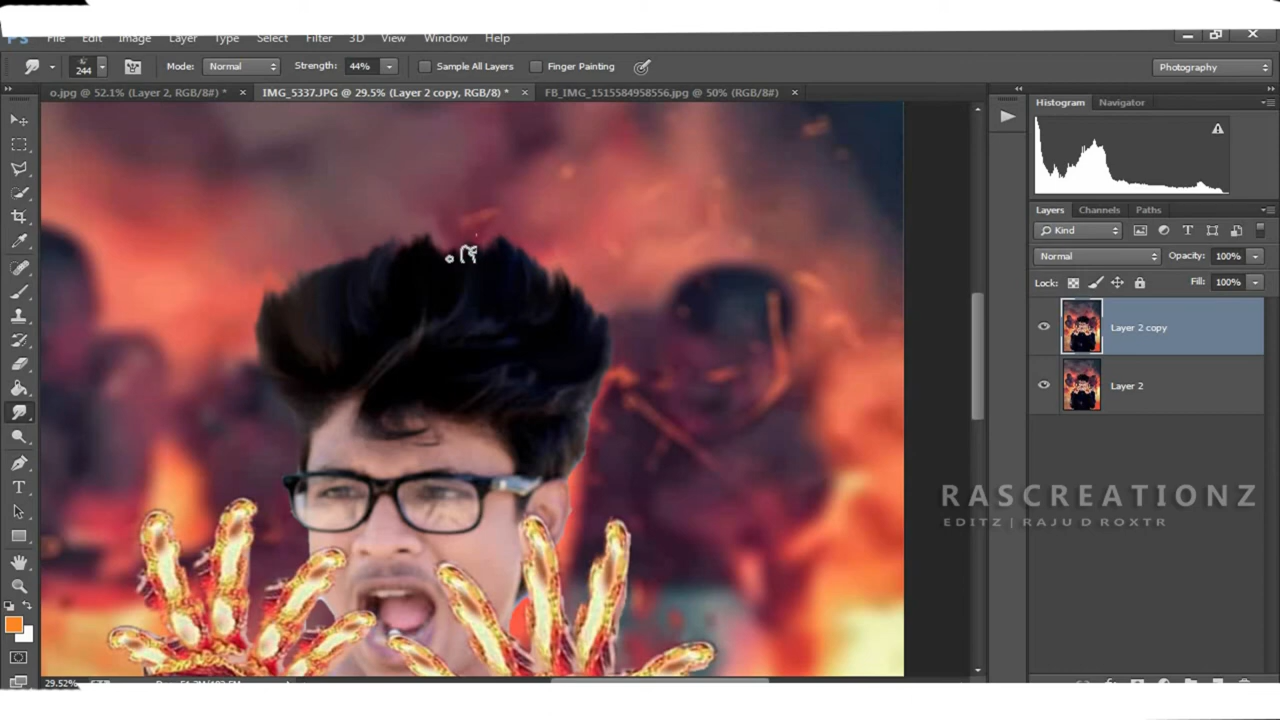 Ps File Edit Image Layer Type Select Filter 3D View Window Help
244 Mode: Normal Strength: 44% Sample All Layers Finger Painting Photography
o.jpg @ 52.1% (Layer 2, RGB/8#) * × IMG_5337.JPG @ 29.5% (Layer 2 copy, RGB/8) * × FB_IMG_1515584958556.jpg @ 50% (RGB/8#) ×
Histogram Navigator
Layers Channels Paths
Kind
Normal Opacity: 100%
Lock: Fill: 100%
Layer 2 copy
Layer 2
RASCREATIONZ
EDITZ | RAJU D ROXTR
29.52%